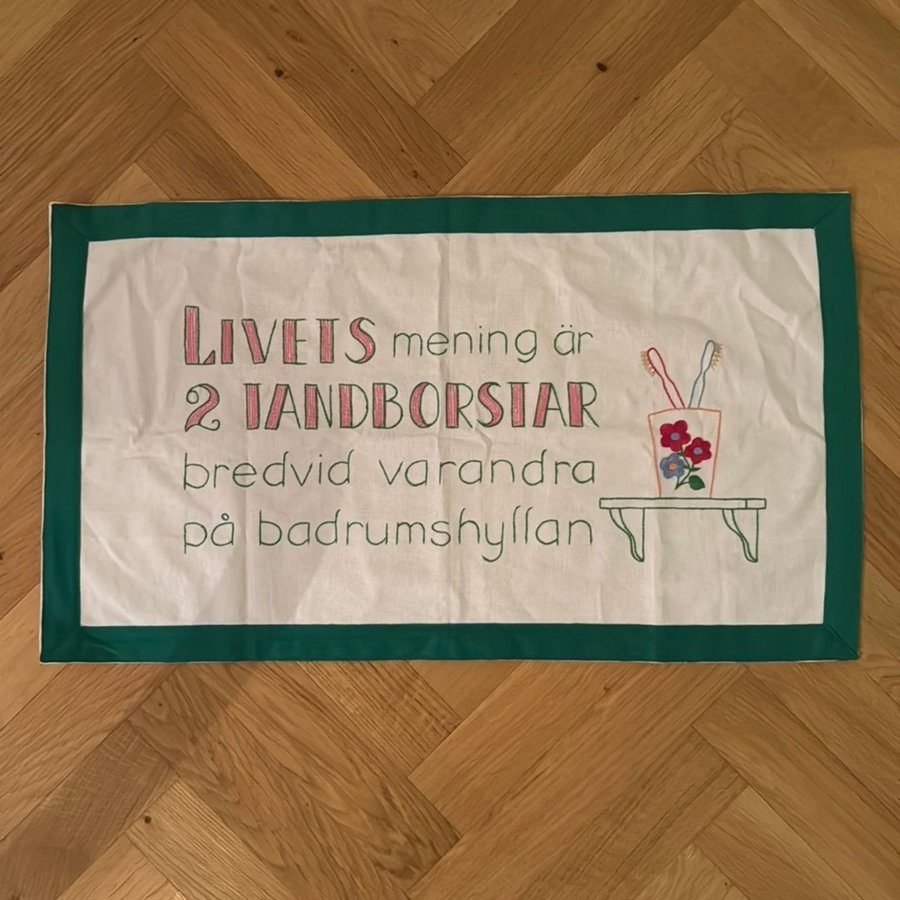 LIVETS mening är
2 TANDBORSTAR
bredvid varandra
på badrumshyllan